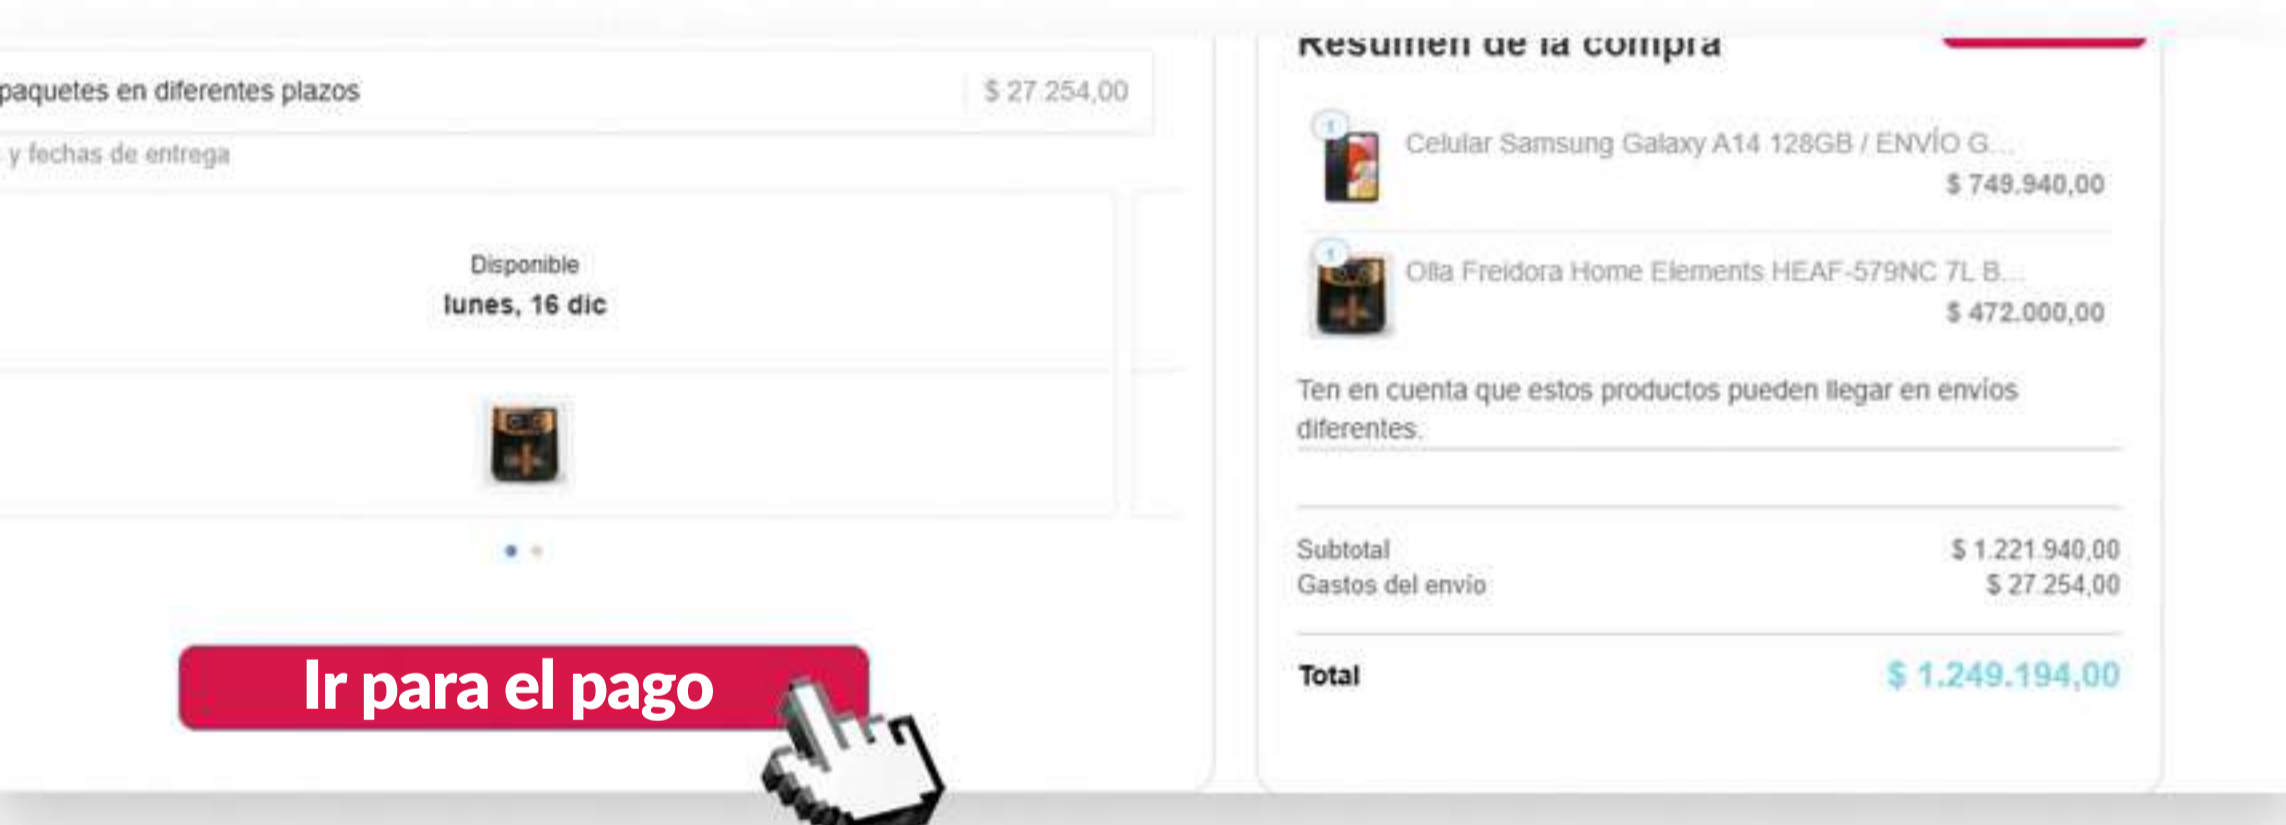 paquetes en diferentes plazos
$ 27.254,00
y fechas de entrega
Disponible
lunes, 16 dic
Ir para el pago
Resumen de la compra
1
Celular Samsung Galaxy A14 128GB / ENVÍO G...
$ 749.940,00
1
Olla Freidora Home Elements HEAF-579NC 7L B...
$ 472.000,00
Ten en cuenta que estos productos pueden llegar en envíos
diferentes.
Subtotal
$ 1.221.940,00
Gastos del envío
$ 27.254,00
Total
$ 1.249.194,00